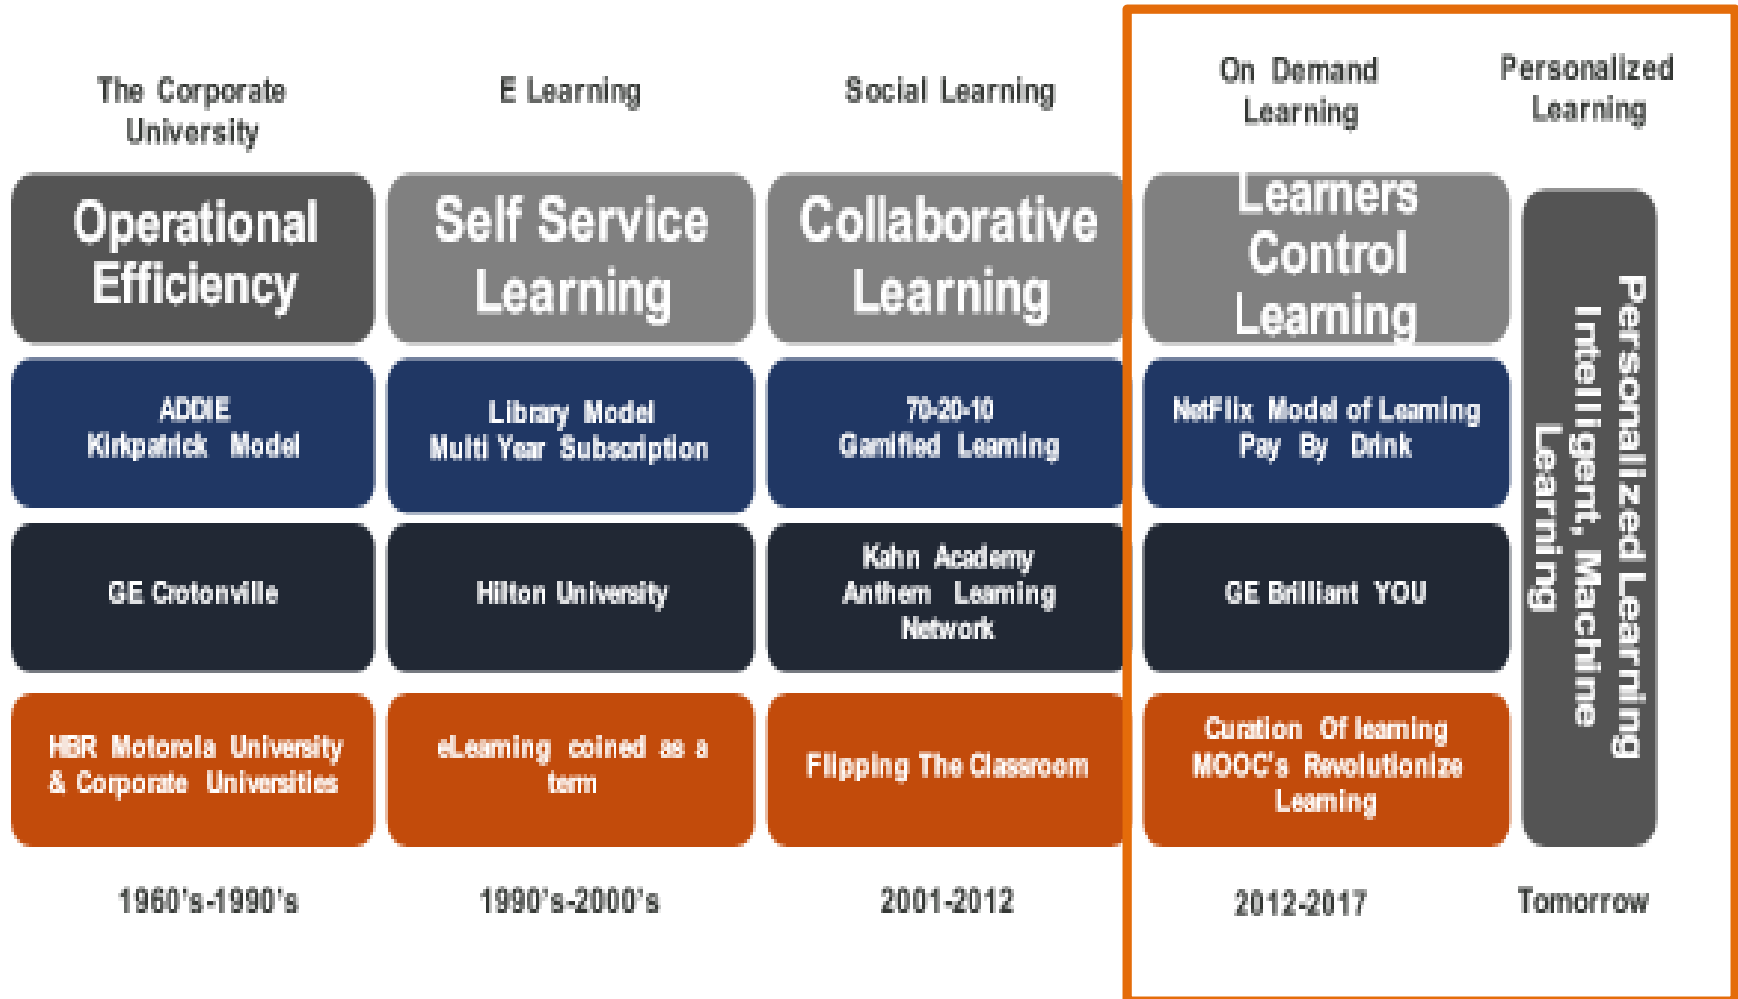 The Corporate
University
Operational
Efficiency
ADDIE
Kirkpatrick Model
GE Crotonville
HBR Motorola University
& Corporate Universities
1960's-1990's
E Learning
Self Service
Learning
Library Model
Multi Year Subscription
Hilton University
eLearning coined as a
term
1990's-2000's
Social Learning
Collaborative
Learning
70-20-10
Gamified Learning
Kahn Academy
Anthem Learning
Network
Flipping The Classroom
2001-2012
On Demand
Learning
Learners
Control
Learning
NetFlix Model of Learning
Pay By Drink
GE Brilliant YOU
Curation Of learning
MOOC's Revolutionize
Learning
2012-2017
Personalized
Learning
Personalized Learning
Intelligent, Machine
Learning
Tomorrow